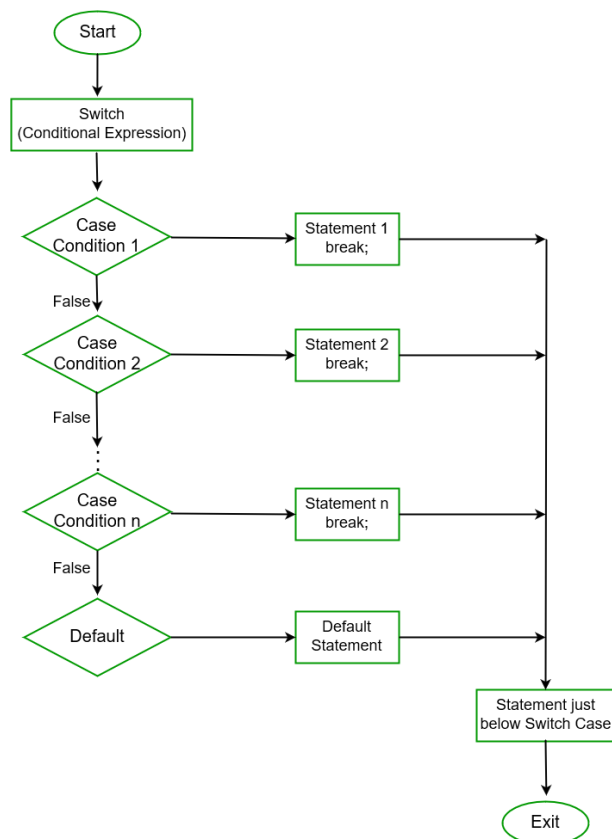 Start
Switch
(Conditional Expression)
Case
Condition 1
Statement 1
break;
False
Case
Condition 2
Statement 2
break;
False
Case
Condition n
Statement n
break;
False
Default
Default
Statement
Statement just
below Switch Case
Exit